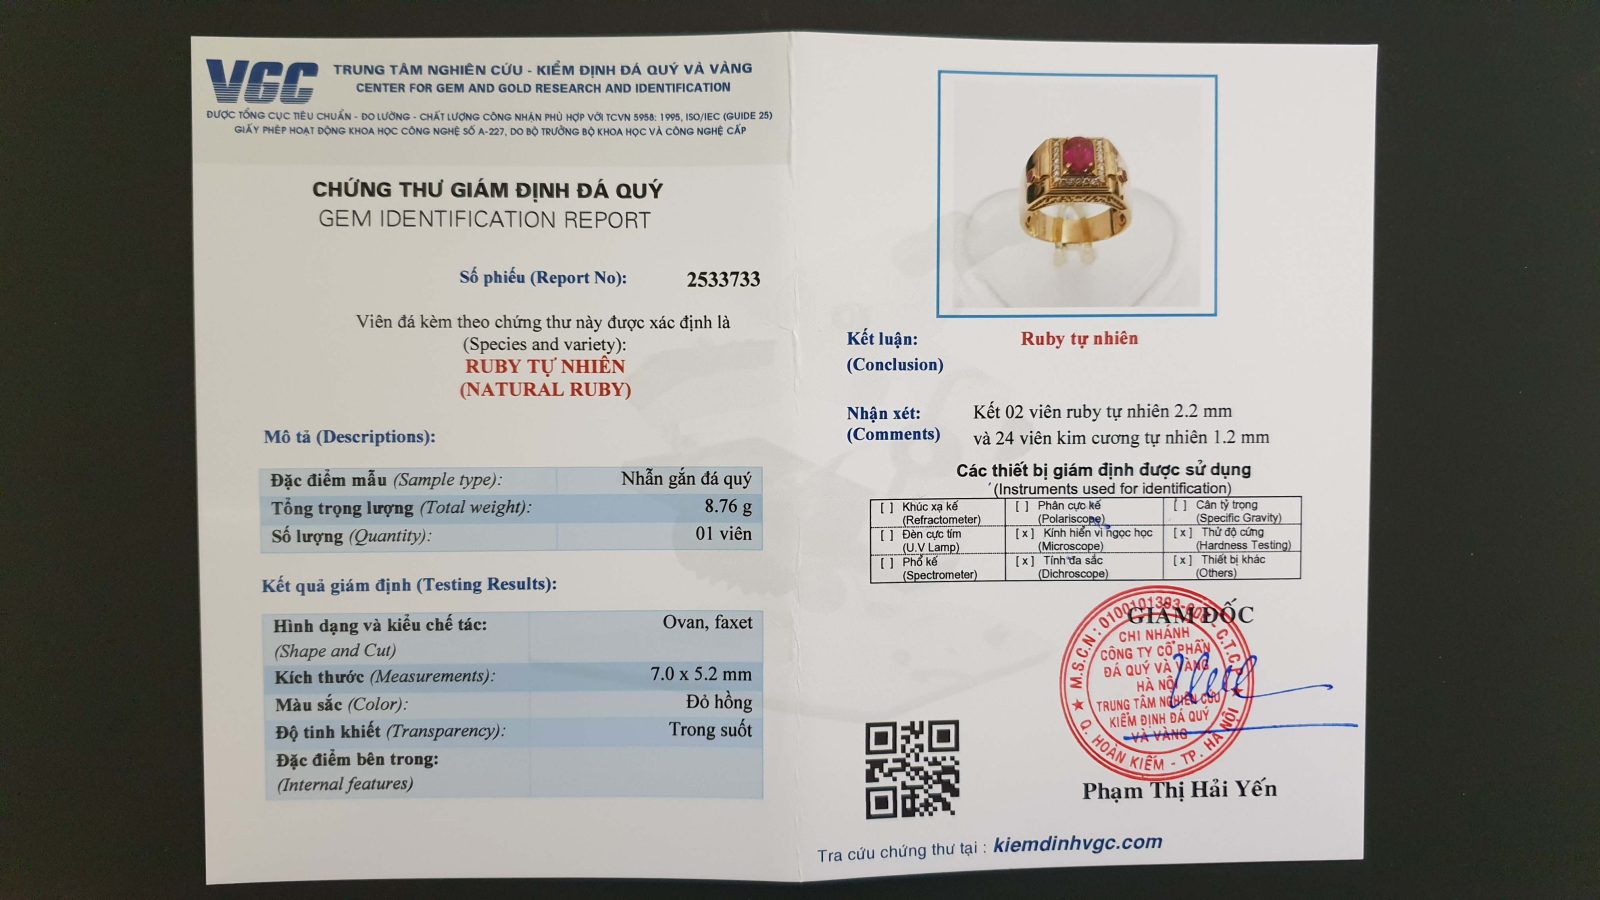 VGC
TRUNG TÂM NGHIÊN CỨU - KIỂM ĐỊNH ĐÁ QUÝ VÀ VÀNG
CENTER FOR GEM AND GOLD RESEARCH AND IDENTIFICATION
ĐƯỢC TỔNG CỤC TIÊU CHUẨN - ĐO LƯỜNG - CHẤT LƯỢNG CÔNG NHẬN PHÙ HỢP VỚI TCVN 5958: 1995, ISO/IEC (GUIDE 25)
GIẤY PHÉP HOẠT ĐỘNG KHOA HỌC CÔNG NGHỆ SỐ A-227, DO BỘ TRƯỞNG BỘ KHOA HỌC VÀ CÔNG NGHỆ CẤP
CHỨNG THƯ GIÁM ĐỊNH ĐÁ QUÝ
GEM IDENTIFICATION REPORT
Số phiếu (Report No): 2533733
Viên đá kèm theo chứng thư này được xác định là
(Species and variety):
RUBY TỰ NHIÊN
(NATURAL RUBY)
Mô tả (Descriptions):
Đặc điểm mẫu (Sample type): Nhẫn gắn đá quý
Tổng trọng lượng (Total weight): 8.76 g
Số lượng (Quantity): 01 viên
Kết quả giám định (Testing Results):
Hình dạng và kiểu chế tác: Ovan, faxet
(Shape and Cut)
Kích thước (Measurements): 7.0 x 5.2 mm
Màu sắc (Color): Đỏ hồng
Độ tinh khiết (Transparency): Trong suốt
Đặc điểm bên trong:
(Internal features)
Kết luận: Ruby tự nhiên
(Conclusion)
Nhận xét: Kết 02 viên ruby tự nhiên 2.2 mm
(Comments) và 24 viên kim cương tự nhiên 1.2 mm
Các thiết bị giám định được sử dụng
(Instruments used for identification)
[ ] Khúc xạ kế [ ] Phân cực kế [ ] Cân tỷ trọng
(Refractometer) (Polariscope) (Specific Gravity)
[ ] Đèn cực tím [x] Kính hiển vi ngọc học [x] Thử độ cứng
(U.V Lamp) (Microscope) (Hardness Testing)
[ ] Phổ kế [x] Tính đa sắc [x] Thiết bị khác
(Spectrometer) (Dichroscope) (Others)
GIÁM ĐỐC
M.S.C.N: 0100101393-008 - C.T.C.P
CHI NHÁNH
CÔNG TY CỔ PHẦN
ĐÁ QUÝ VÀ VÀNG
HÀ NỘI
TRUNG TÂM NGHIÊN CỨU
KIỂM ĐỊNH ĐÁ QUÝ
VÀ VÀNG
Q. HOÀN KIẾM - TP. HÀ NỘI
Phạm Thị Hải Yến
Tra cứu chứng thư tại : kiemdinhvgc.com